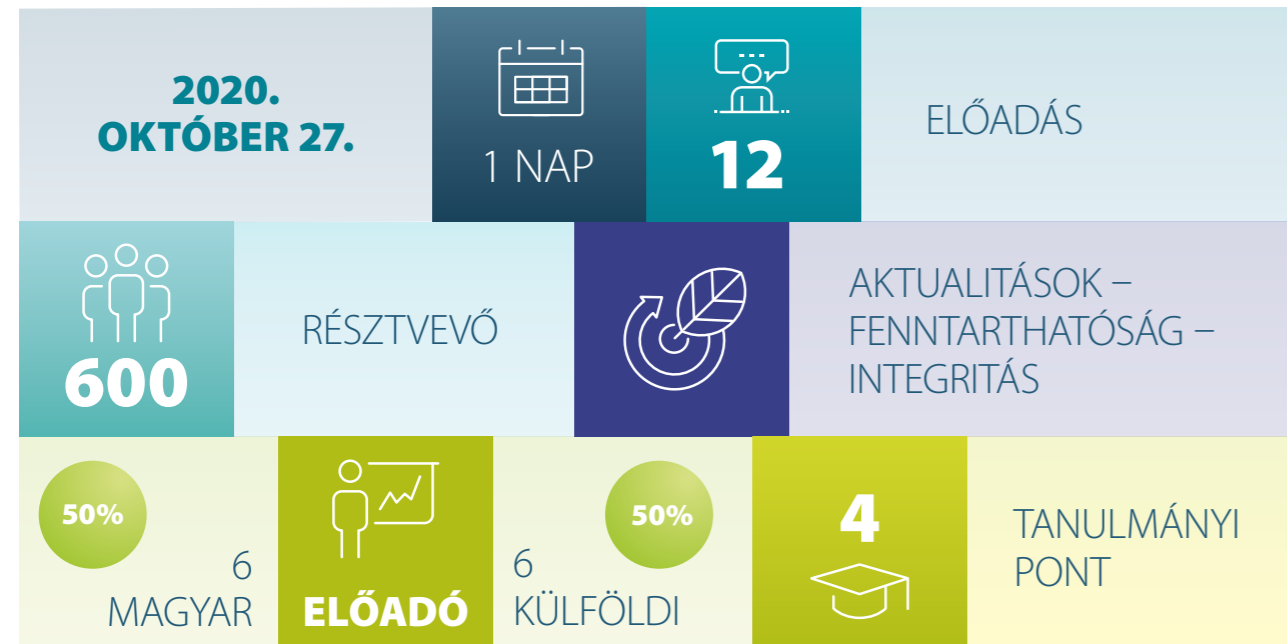 2020.
OKTÓBER 27.
1 NAP
12
ELŐADÁS
600
RÉSZTVEVŐ
AKTUALITÁSOK –
FENNTARTHATÓSÁG –
INTEGRITÁS
50%
6
MAGYAR
ELŐADÓ
50%
6
KÜLFÖLDI
4
TANULMÁNYI
PONT